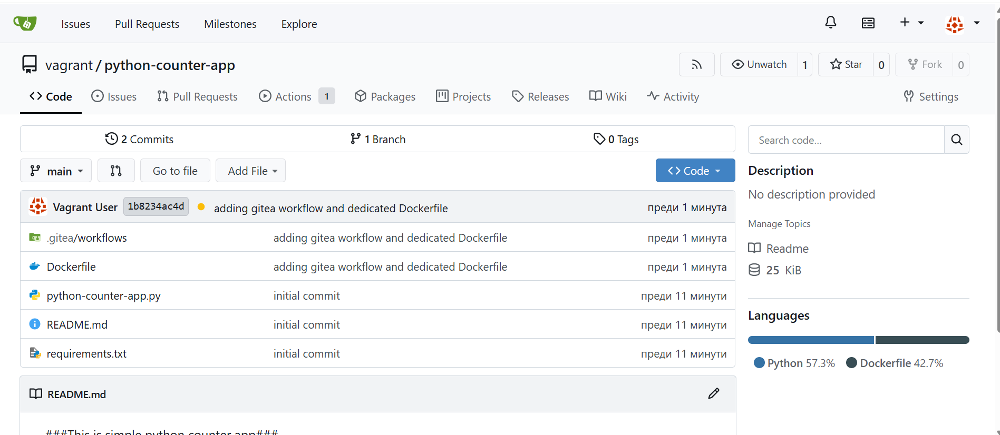 Issues Pull Requests Milestones Explore
vagrant / python-counter-app
Unwatch 1 Star 0 Fork 0
Code Issues Pull Requests Actions 1 Packages Projects Releases Wiki Activity Settings
2 Commits 1 Branch 0 Tags
Search code...
main Go to file Add File Code
Description
No description provided
Vagrant User 1b8234ac4d adding gitea workflow and dedicated Dockerfile преди 1 минута
Manage Topics
.gitea/workflows adding gitea workflow and dedicated Dockerfile преди 1 минута
Readme
Dockerfile adding gitea workflow and dedicated Dockerfile преди 1 минута
25 KiB
python-counter-app.py initial commit преди 11 минути
Languages
README.md initial commit преди 11 минути
requirements.txt initial commit преди 11 минути
Python 57.3% Dockerfile 42.7%
README.md
###This is simple python counter app###